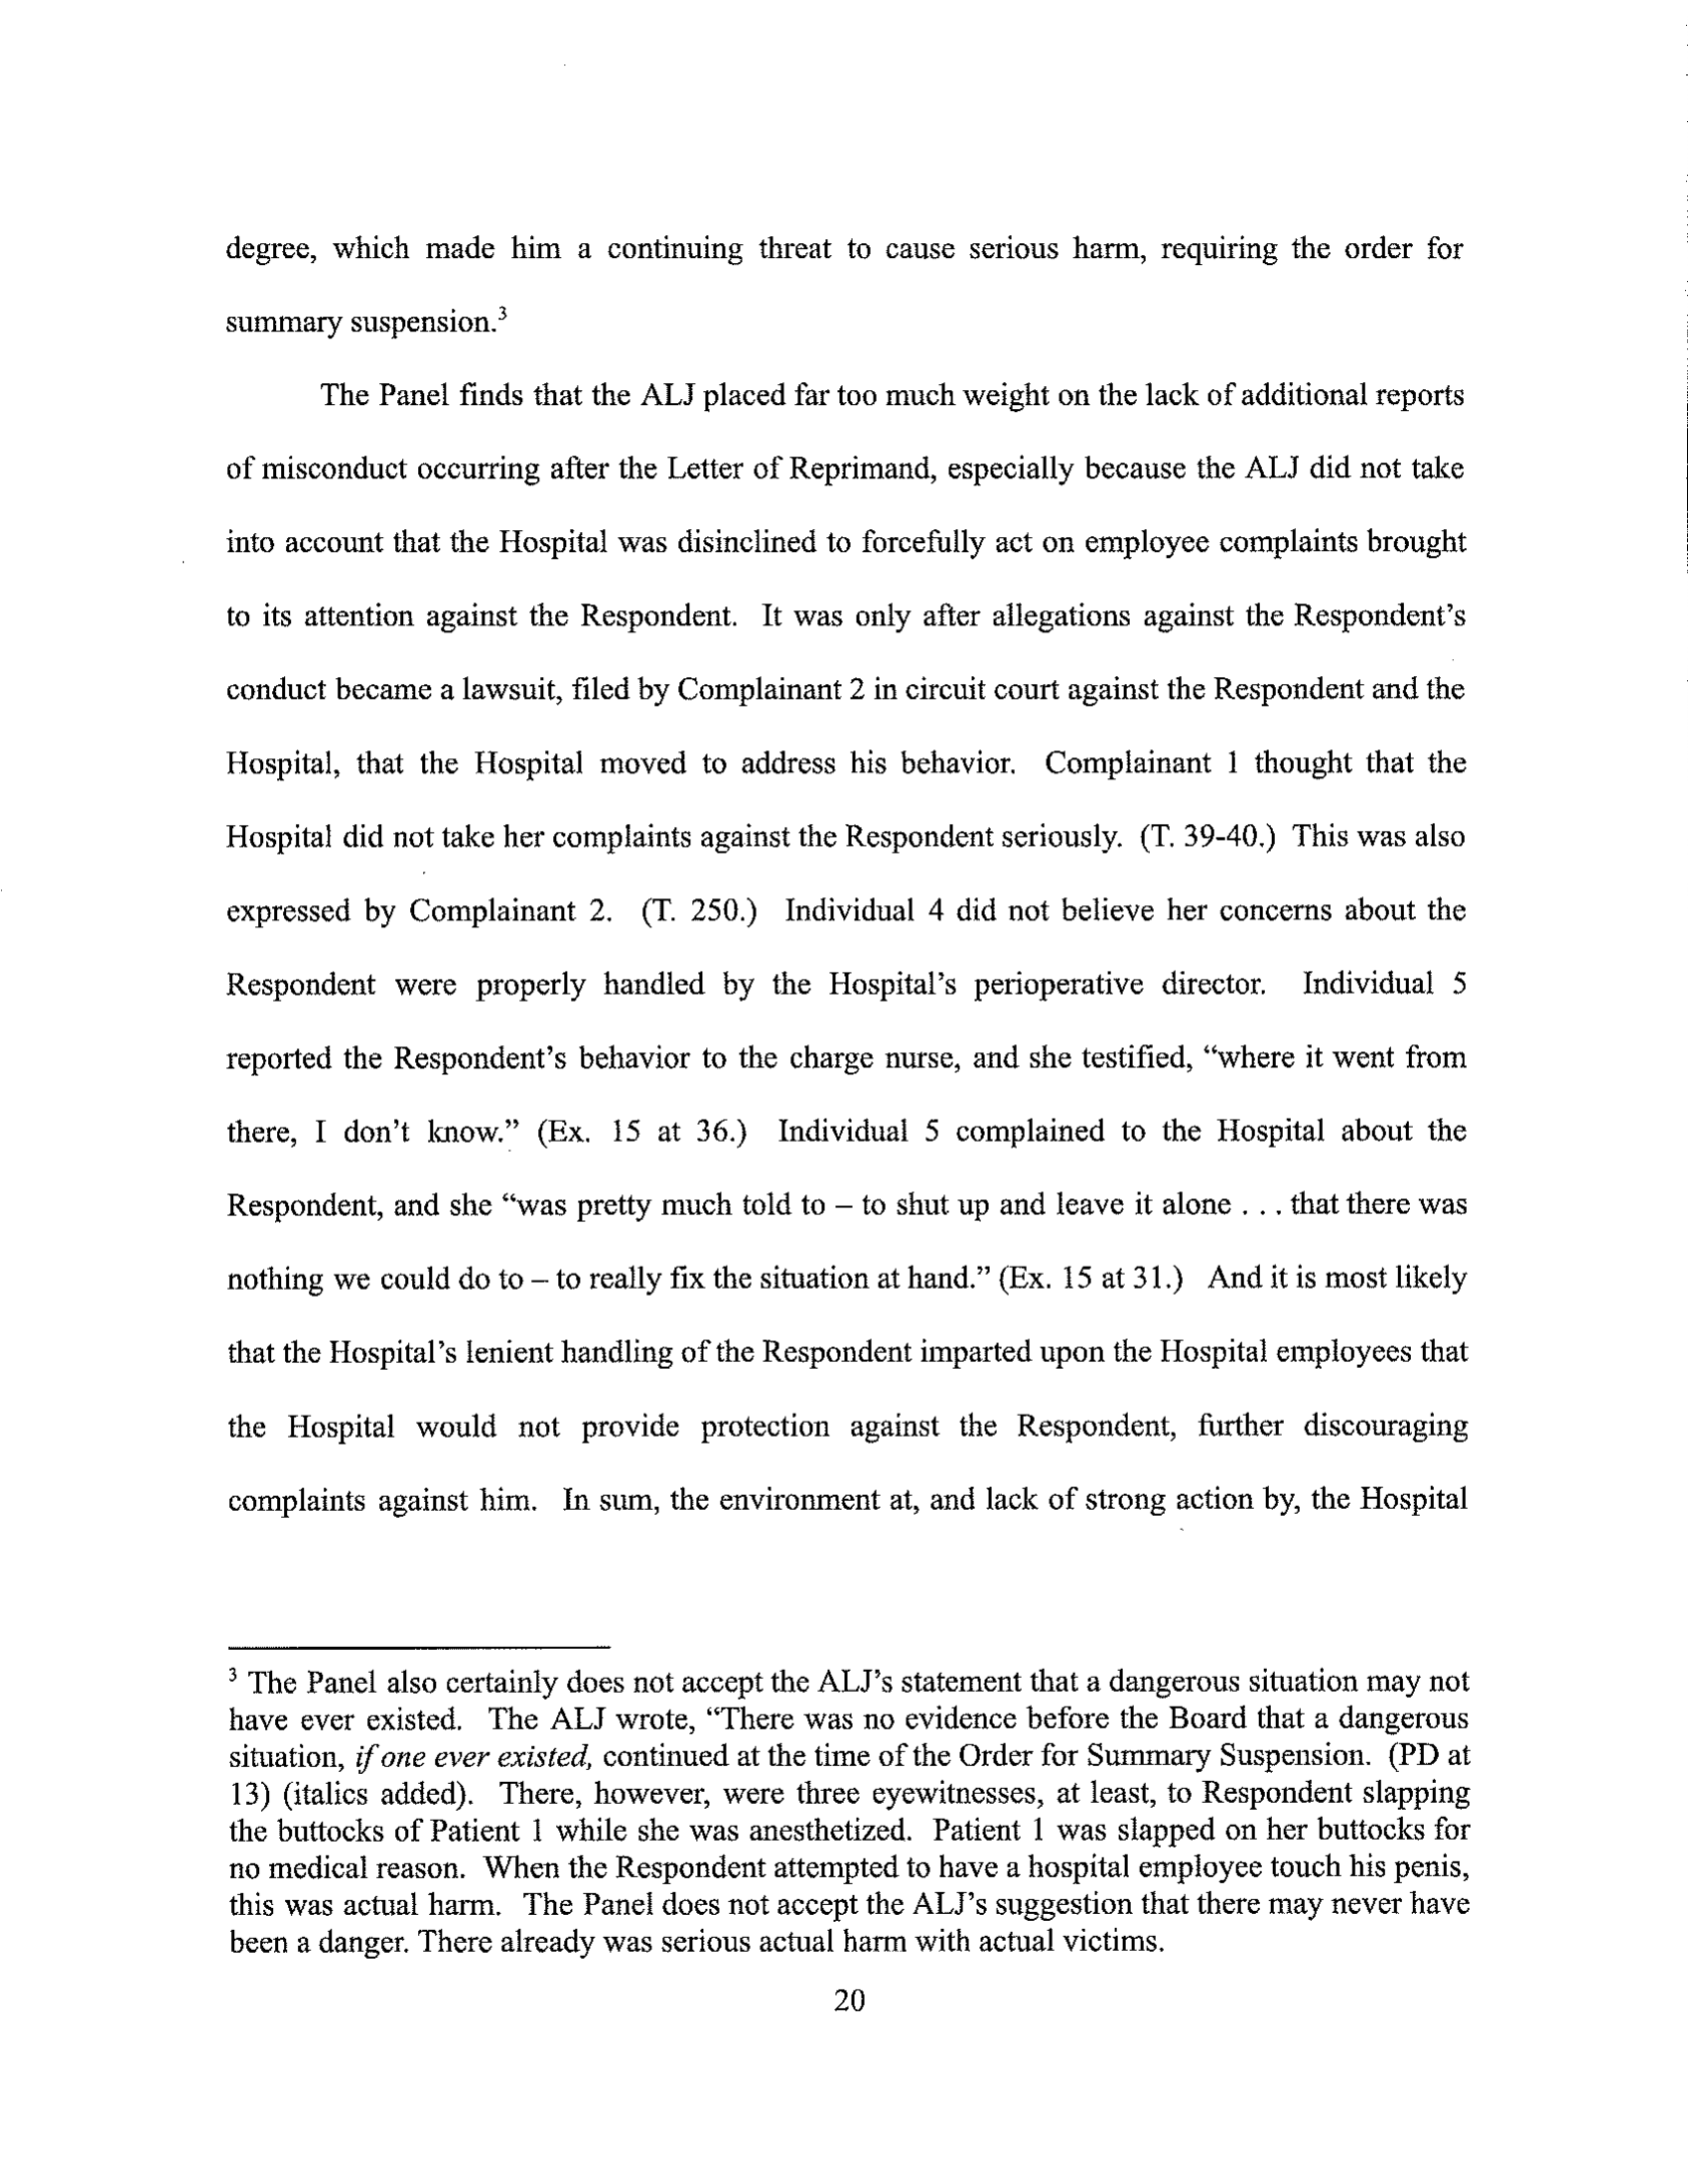 degree, which made him a continuing threat to cause serious harm, requiring the order for
summary suspension.³
The Panel finds that the ALJ placed far too much weight on the lack of additional reports
of misconduct occurring after the Letter of Reprimand, especially because the ALJ did not take
into account that the Hospital was disinclined to forcefully act on employee complaints brought
to its attention against the Respondent. It was only after allegations against the Respondent's
conduct became a lawsuit, filed by Complainant 2 in circuit court against the Respondent and the
Hospital, that the Hospital moved to address his behavior. Complainant 1 thought that the
Hospital did not take her complaints against the Respondent seriously. (T. 39-40.) This was also
expressed by Complainant 2. (T. 250.) Individual 4 did not believe her concerns about the
Respondent were properly handled by the Hospital's perioperative director. Individual 5
reported the Respondent's behavior to the charge nurse, and she testified, “where it went from
there, I don't know.” (Ex. 15 at 36.) Individual 5 complained to the Hospital about the
Respondent, and she “was pretty much told to – to shut up and leave it alone . . . that there was
nothing we could do to – to really fix the situation at hand.” (Ex. 15 at 31.) And it is most likely
that the Hospital's lenient handling of the Respondent imparted upon the Hospital employees that
the Hospital would not provide protection against the Respondent, further discouraging
complaints against him. In sum, the environment at, and lack of strong action by, the Hospital
³ The Panel also certainly does not accept the ALJ's statement that a dangerous situation may not
have ever existed. The ALJ wrote, “There was no evidence before the Board that a dangerous
situation, if one ever existed, continued at the time of the Order for Summary Suspension. (PD at
13) (italics added). There, however, were three eyewitnesses, at least, to Respondent slapping
the buttocks of Patient 1 while she was anesthetized. Patient 1 was slapped on her buttocks for
no medical reason. When the Respondent attempted to have a hospital employee touch his penis,
this was actual harm. The Panel does not accept the ALJ's suggestion that there may never have
been a danger. There already was serious actual harm with actual victims.
20